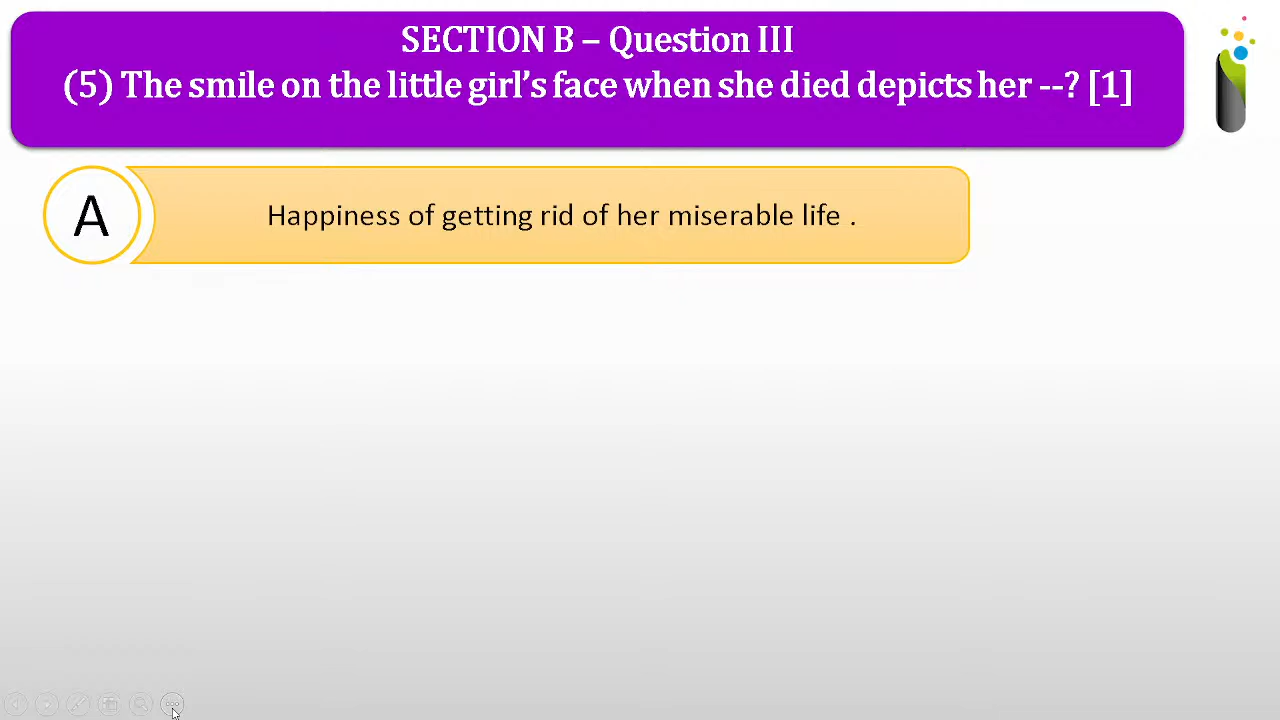 SECTION B – Question III
(5) The smile on the little girl’s face when she died depicts her --? [1]
A
Happiness of getting rid of her miserable life .